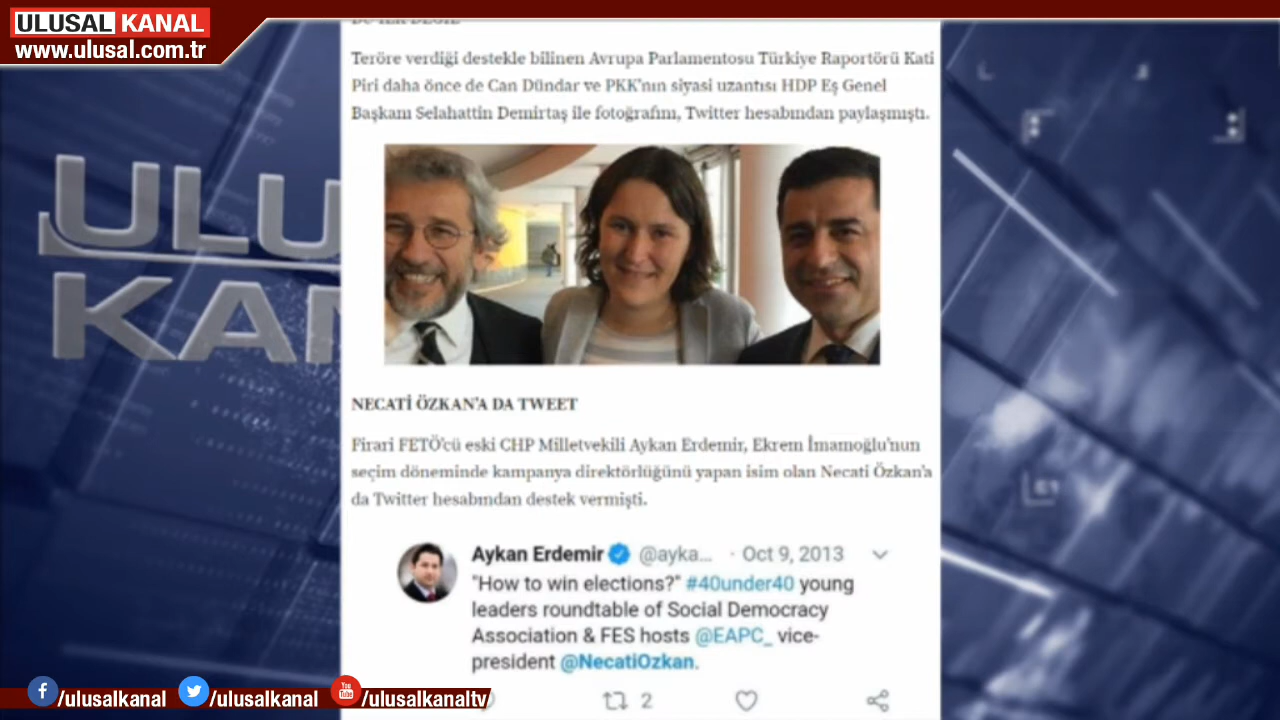 ULUSAL KANAL
www.ulusal.com.tr
ULU
KAN
Teröre verdiği destekle bilinen Avrupa Parlamentosu Türkiye Raportörü Kati
Piri daha önce de Can Dündar ve PKK'nın siyasi uzantısı HDP Eş Genel
Başkanı Selahattin Demirtaş ile fotoğrafını, Twitter hesabından paylaşmıştı.
NECATİ ÖZKAN'A DA TWEET
Firari FETÖ'cü eski CHP Milletvekili Aykan Erdemir, Ekrem İmamoğlu'nun
seçim döneminde kampanya direktörlüğünü yapan isim olan Necati Özkan'a
da Twitter hesabından destek vermişti.
Aykan Erdemir @ayka... · Oct 9, 2013
"How to win elections?" #40under40 young
leaders roundtable of Social Democracy
Association & FES hosts @EAPC_ vice-
president @NecatiOzkan.
2
/ulusalkanal /ulusalkanal You Tube /ulusalkanaltv